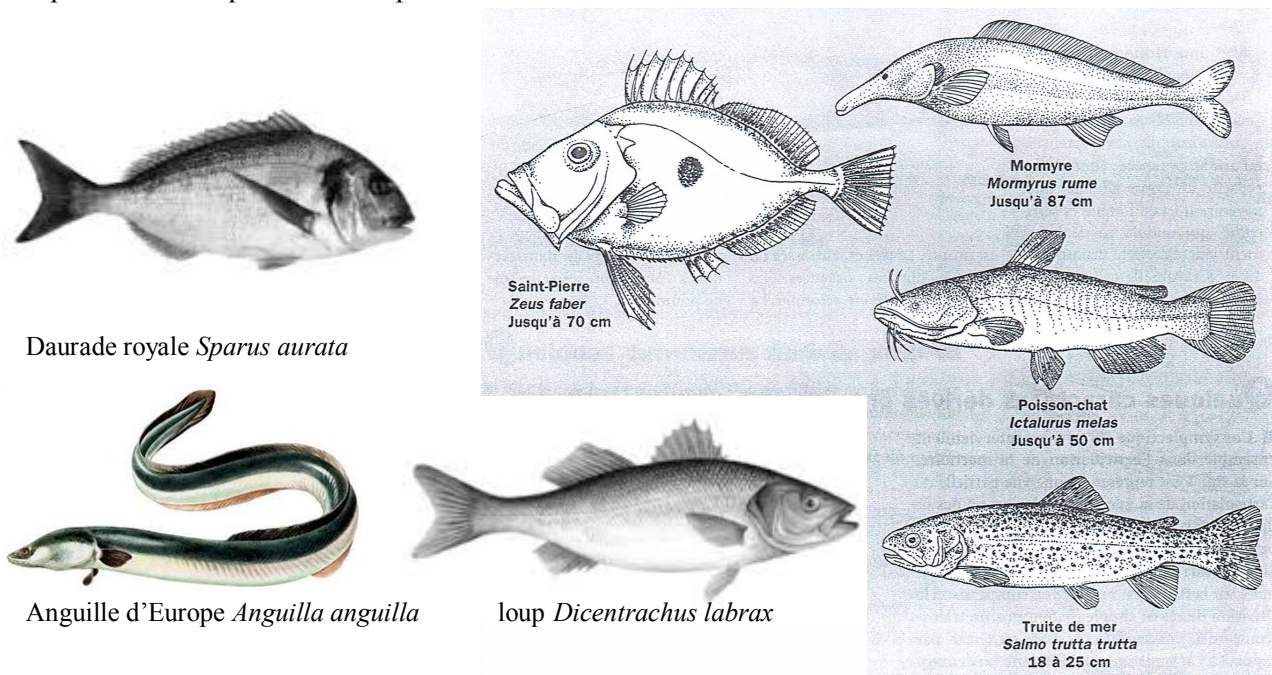 Saint-Pierre
Zeus faber
Jusqu'à 70 cm
Mormyre
Mormyrus rume
Jusqu'à 87 cm
Daurade royale Sparus aurata
Poisson-chat
Ictalurus melas
Jusqu'à 50 cm
Anguille d'Europe Anguilla anguilla
loup Dicentrachus labrax
Truite de mer
Salmo trutta trutta
18 à 25 cm